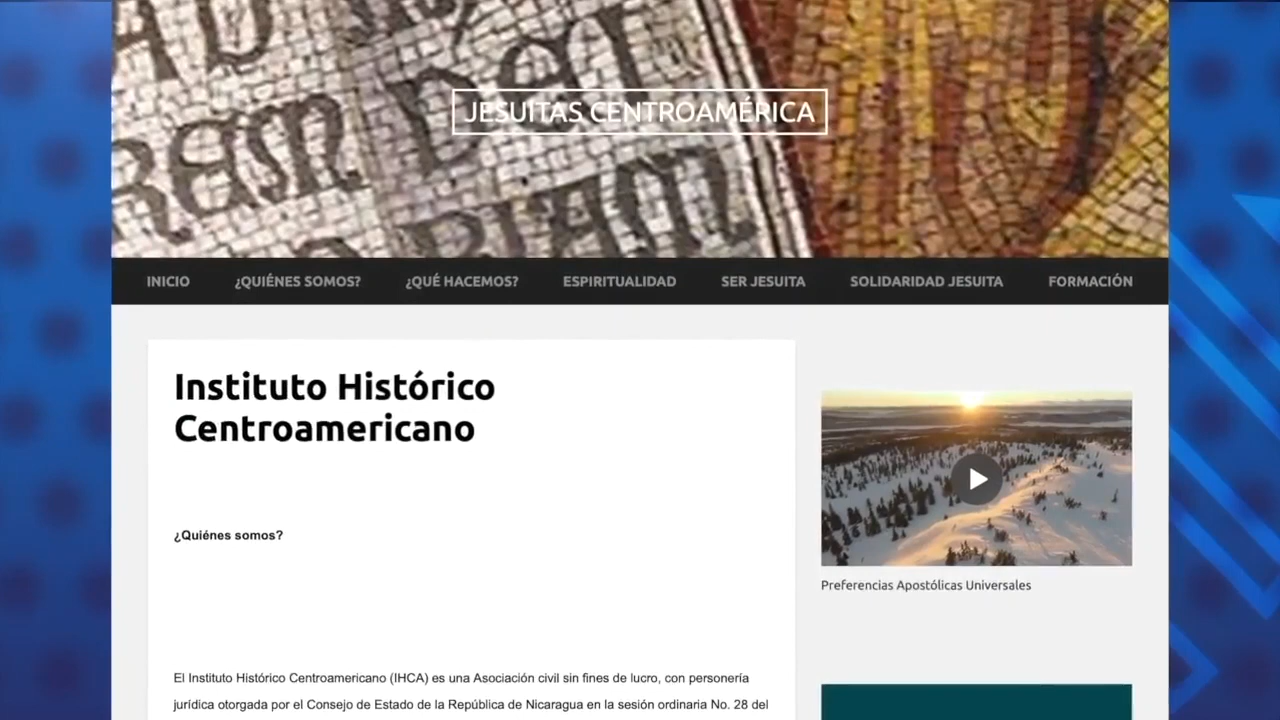 JESUITAS CENTROAMÉRICA
INICIO
¿QUIÉNES SOMOS?
¿QUÉ HACEMOS?
ESPIRITUALIDAD
SER JESUITA
SOLIDARIDAD JESUITA
FORMACIÓN
Instituto Histórico
Centroamericano
¿Quiénes somos?
El Instituto Histórico Centroamericano (IHCA) es una Asociación civil sin fines de lucro, con personería
jurídica otorgada por el Consejo de Estado de la República de Nicaragua en la sesión ordinaria No. 28 del
Preferencias Apostólicas Universales